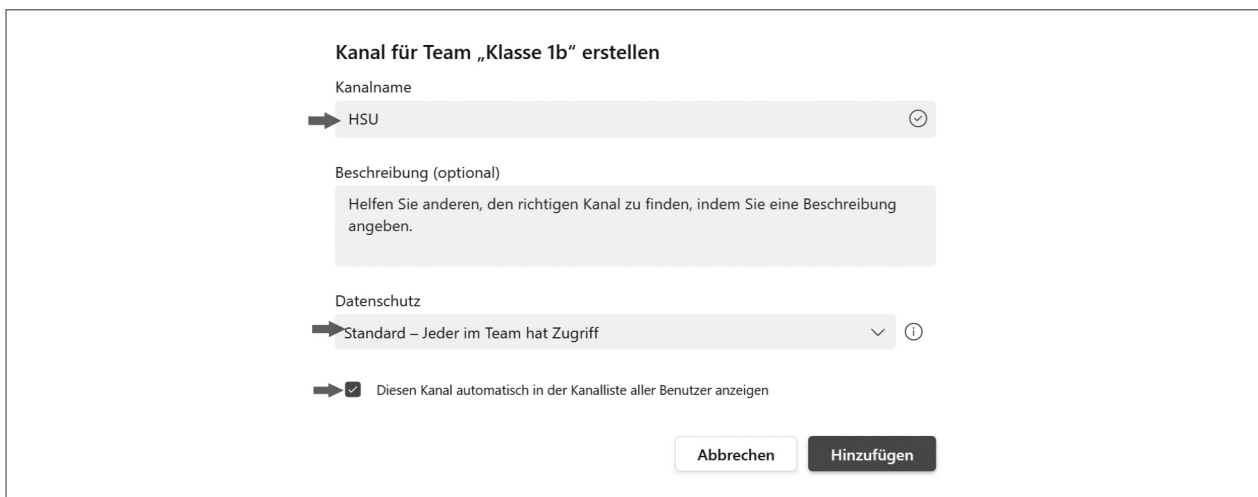 Kanal für Team „Klasse 1b“ erstellen
Kanalname
HSU
Beschreibung (optional)
Helfen Sie anderen, den richtigen Kanal zu finden, indem Sie eine Beschreibung
angeben.
Datenschutz
Standard – Jeder im Team hat Zugriff
Diesen Kanal automatisch in der Kanalliste aller Benutzer anzeigen
Abbrechen Hinzufügen